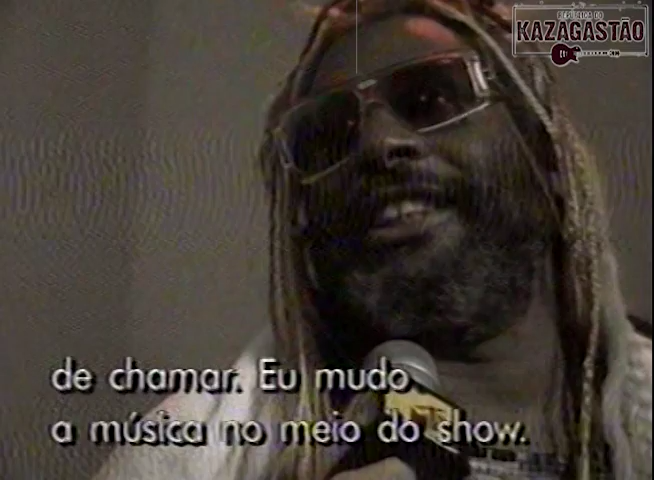 REPÚBLICA DO
KAZAGASTÃO
de chamar. Eu mudo
a música no meio do show.